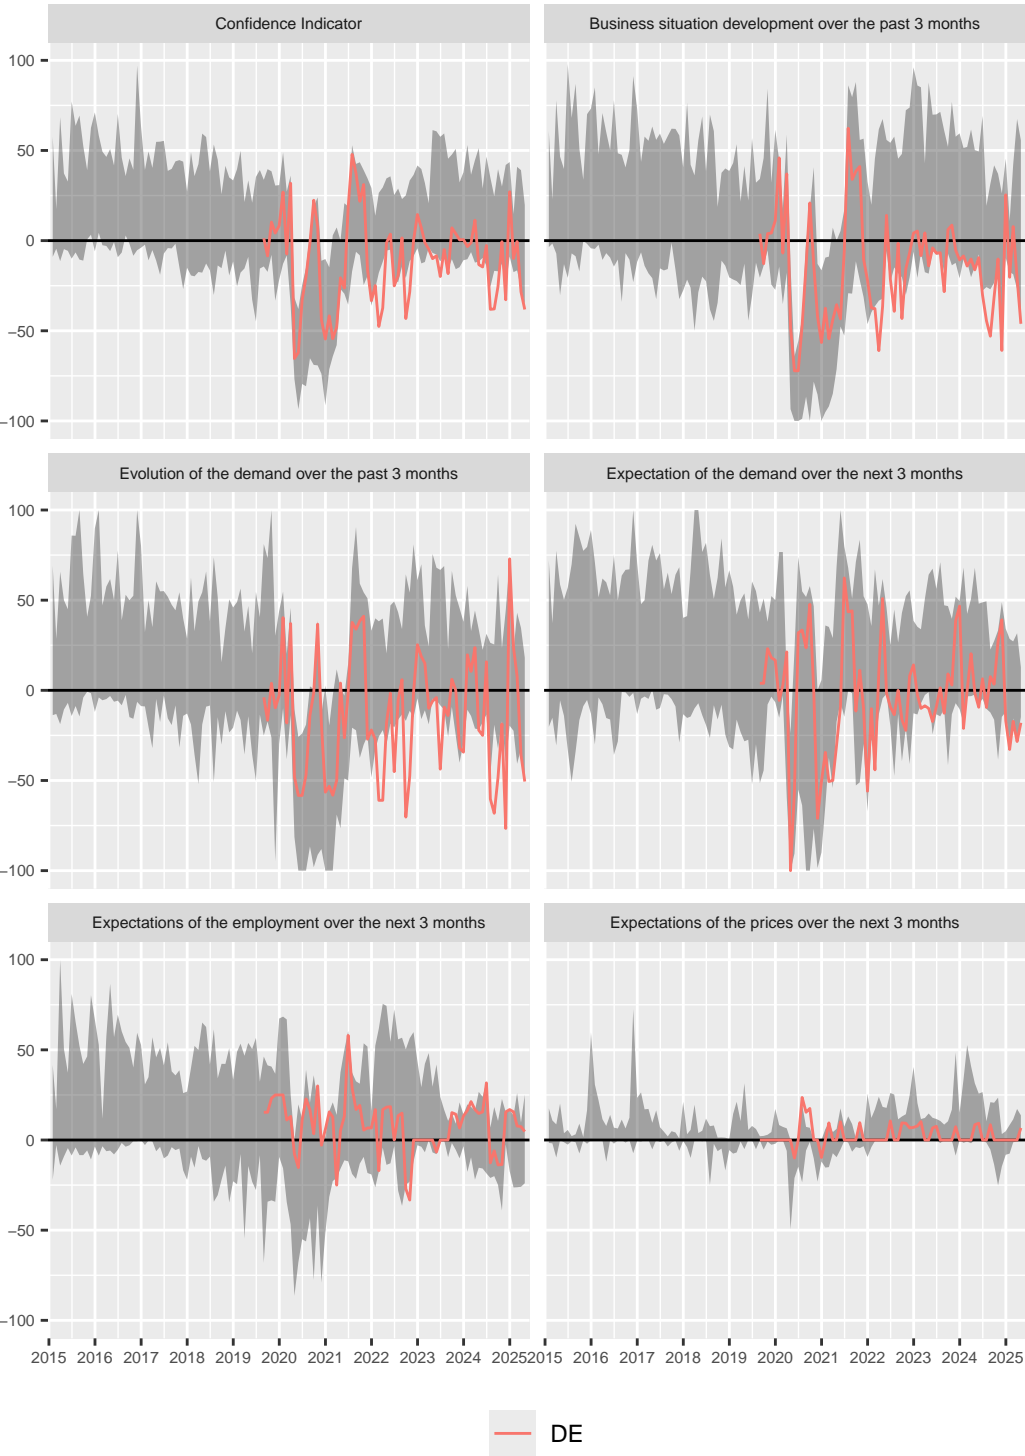 Confidence Indicator
Business situation development over the past 3 months
100
50
0
−50
−100
Evolution of the demand over the past 3 months
Expectation of the demand over the next 3 months
100
50
0
−50
−100
Expectations of the employment over the next 3 months
Expectations of the prices over the next 3 months
100
50
0
−50
−100
2015 2016 2017 2018 2019 2020 2021 2022 2023 2024 2025
2015 2016 2017 2018 2019 2020 2021 2022 2023 2024 2025
DE